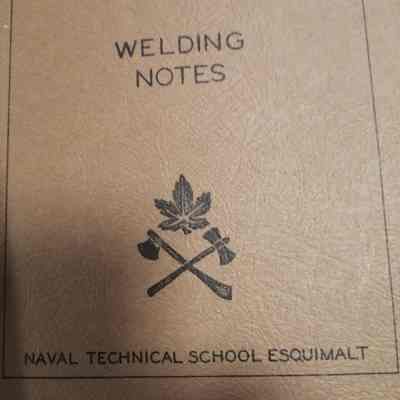 WELDING
NOTES
NAVAL TECHNICAL SCHOOL ESQUIMALT